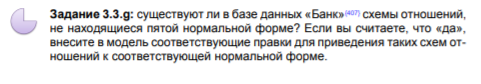 Задание 3.3.g: существуют ли в базе данных «Банк»(407) схемы отношений,
не находящиеся пятой нормальной форме? Если вы считаете, что «да»,
внесите в модель соответствующие правки для приведения таких схем от-
ношений к соответствующей нормальной форме.